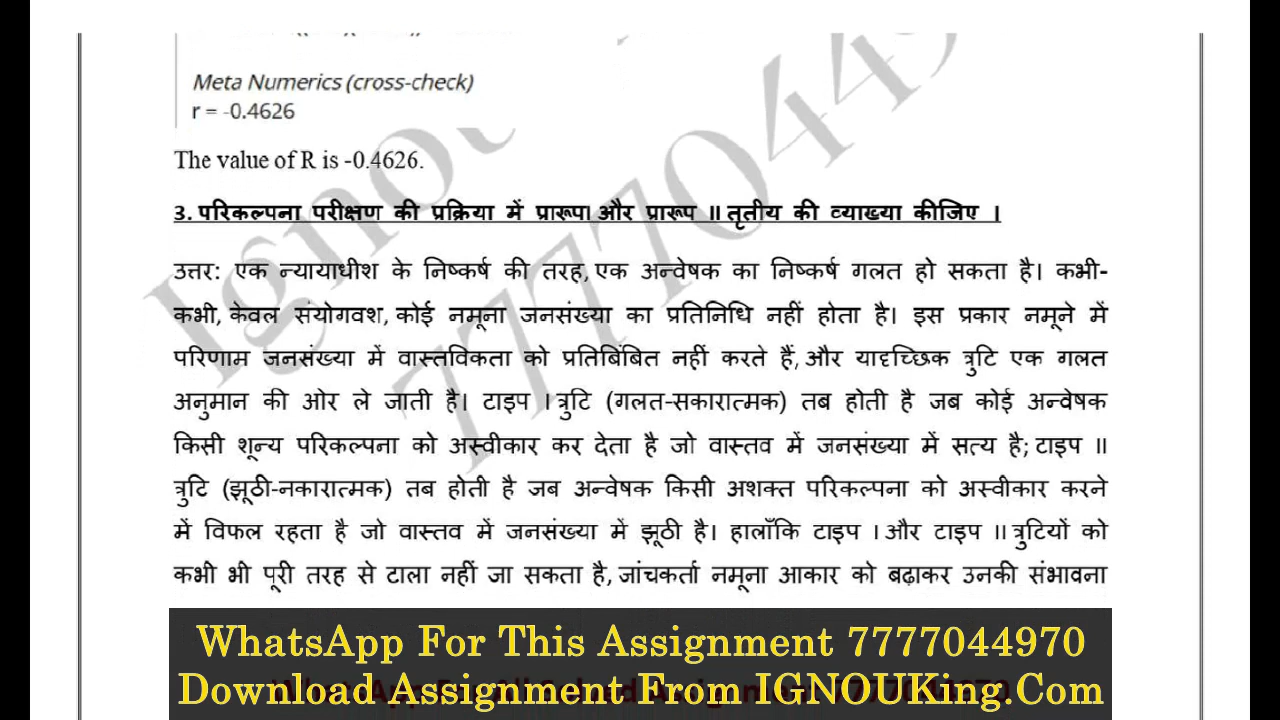 Meta Numerics (cross-check)
r = -0.4626
The value of R is -0.4626.
3. परिकल्पना परीक्षण की प्रक्रिया में प्रारूपI और प्रारूप II तृतीय की व्याख्या कीजिए ।
उत्तर: एक न्यायाधीश के निष्कर्ष की तरह, एक अन्वेषक का निष्कर्ष गलत हो सकता है। कभी-
कभी, केवल संयोगवश, कोई नमूना जनसंख्या का प्रतिनिधि नहीं होता है। इस प्रकार नमूने में
परिणाम जनसंख्या में वास्तविकता को प्रतिबिंबित नहीं करते हैं, और यादृच्छिक त्रुटि एक गलत
अनुमान की ओर ले जाती है। टाइप I त्रुटि (गलत-सकारात्मक) तब होती है जब कोई अन्वेषक
किसी शून्य परिकल्पना को अस्वीकार कर देता है जो वास्तव में जनसंख्या में सत्य है; टाइप II
त्रुटि (झूठी-नकारात्मक) तब होती है जब अन्वेषक किसी अशक्त परिकल्पना को अस्वीकार करने
में विफल रहता है जो वास्तव में जनसंख्या में झूठी है। हालाँकि टाइप I और टाइप II त्रुटियों को
कभी भी पूरी तरह से टाला नहीं जा सकता है, जांचकर्ता नमूना आकार को बढ़ाकर उनकी संभावना
WhatsApp For This Assignment 7777044970
Download Assignment From IGNOUKing.Com